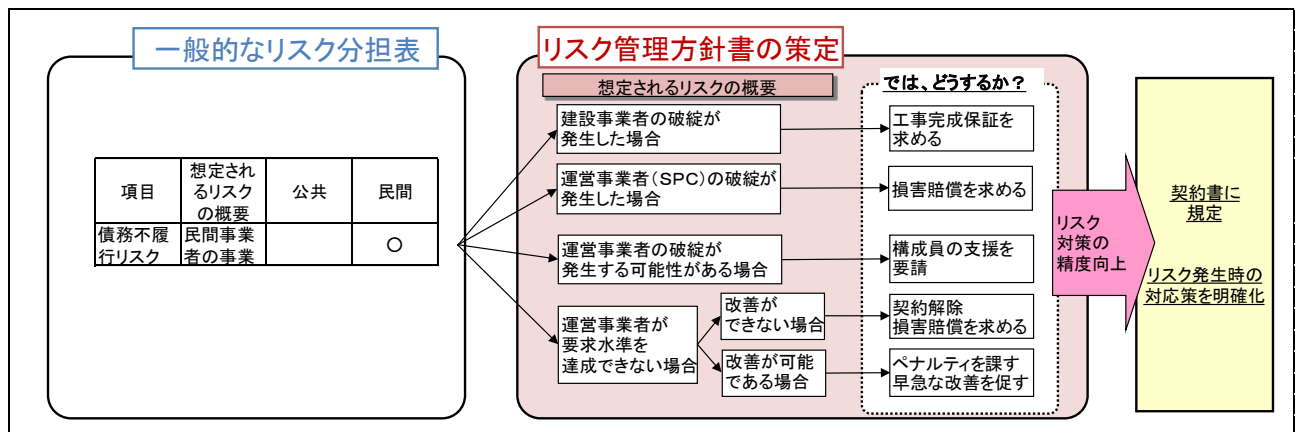 一般的なリスク分担表
項目
想定され
るリスク
の概要
公共
民間
債務不履
行リスク
民間事業
者の事業
○
リスク管理方針書の策定
想定されるリスクの概要
では、どうするか？
建設事業者の破綻が
発生した場合
工事完成保証を
求める
運営事業者(SPC)の破綻が
発生した場合
損害賠償を求める
運営事業者の破綻が
発生する可能性がある場合
構成員の支援を
要請
運営事業者が
要求水準を
達成できない場合
改善が
できない場合
契約解除
損害賠償を求める
改善が可能
である場合
ペナルティを課す
早急な改善を促す
リスク
対策の
精度向上
契約書に
規定
リスク発生時の
対応策を明確化